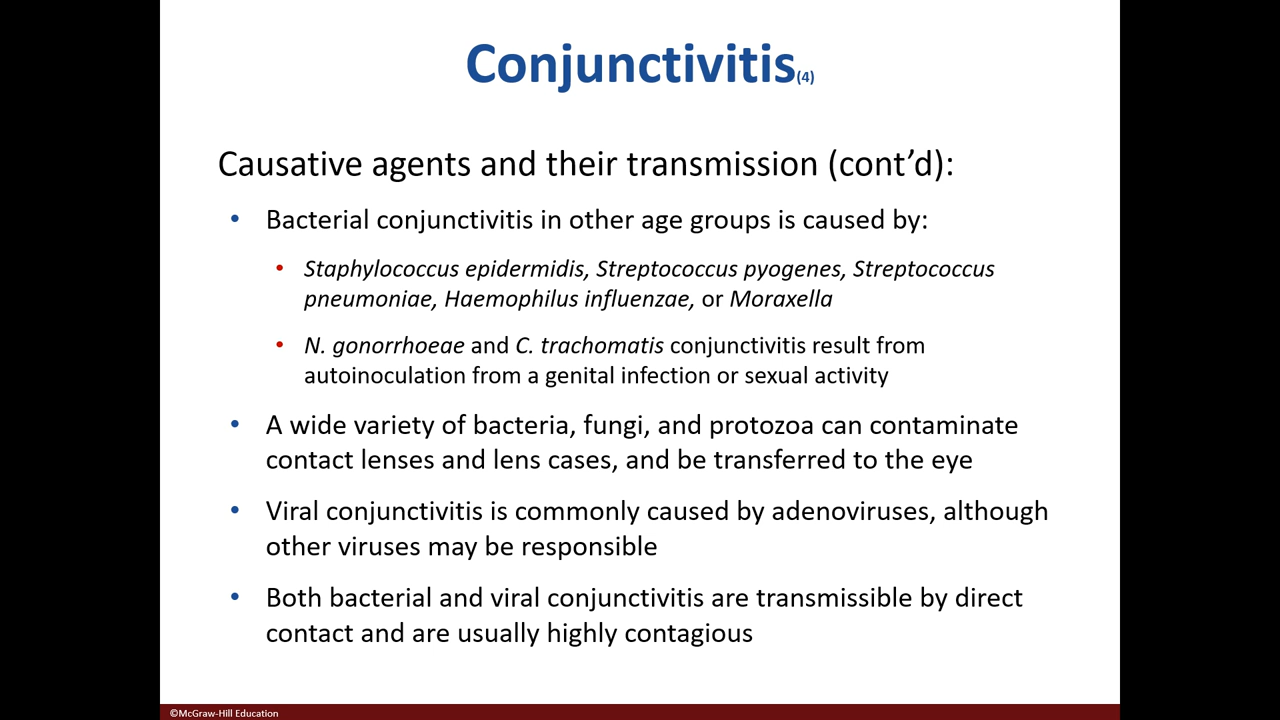 Conjunctivitis(4)
Causative agents and their transmission (cont’d):
• Bacterial conjunctivitis in other age groups is caused by:
• Staphylococcus epidermidis, Streptococcus pyogenes, Streptococcus
pneumoniae, Haemophilus influenzae, or Moraxella
• N. gonorrhoeae and C. trachomatis conjunctivitis result from
autoinoculation from a genital infection or sexual activity
• A wide variety of bacteria, fungi, and protozoa can contaminate
contact lenses and lens cases, and be transferred to the eye
• Viral conjunctivitis is commonly caused by adenoviruses, although
other viruses may be responsible
• Both bacterial and viral conjunctivitis are transmissible by direct
contact and are usually highly contagious
©McGraw-Hill Education